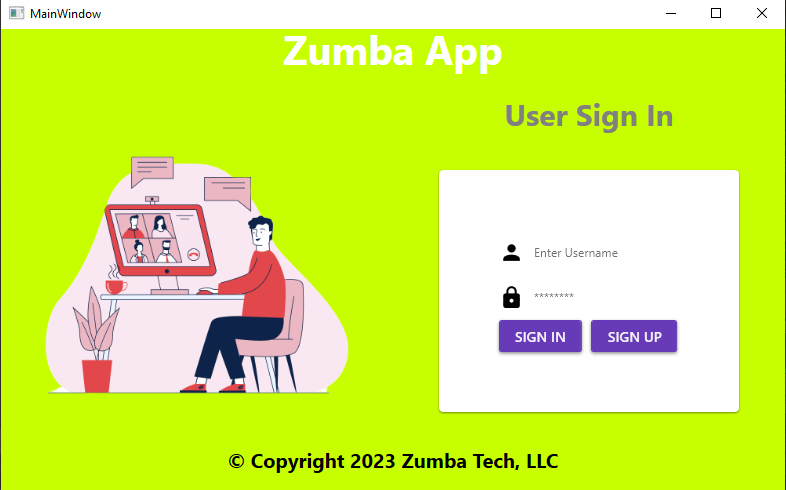 MainWindow
Zumba App
User Sign In
Enter Username
********
SIGN IN
SIGN UP
© Copyright 2023 Zumba Tech, LLC